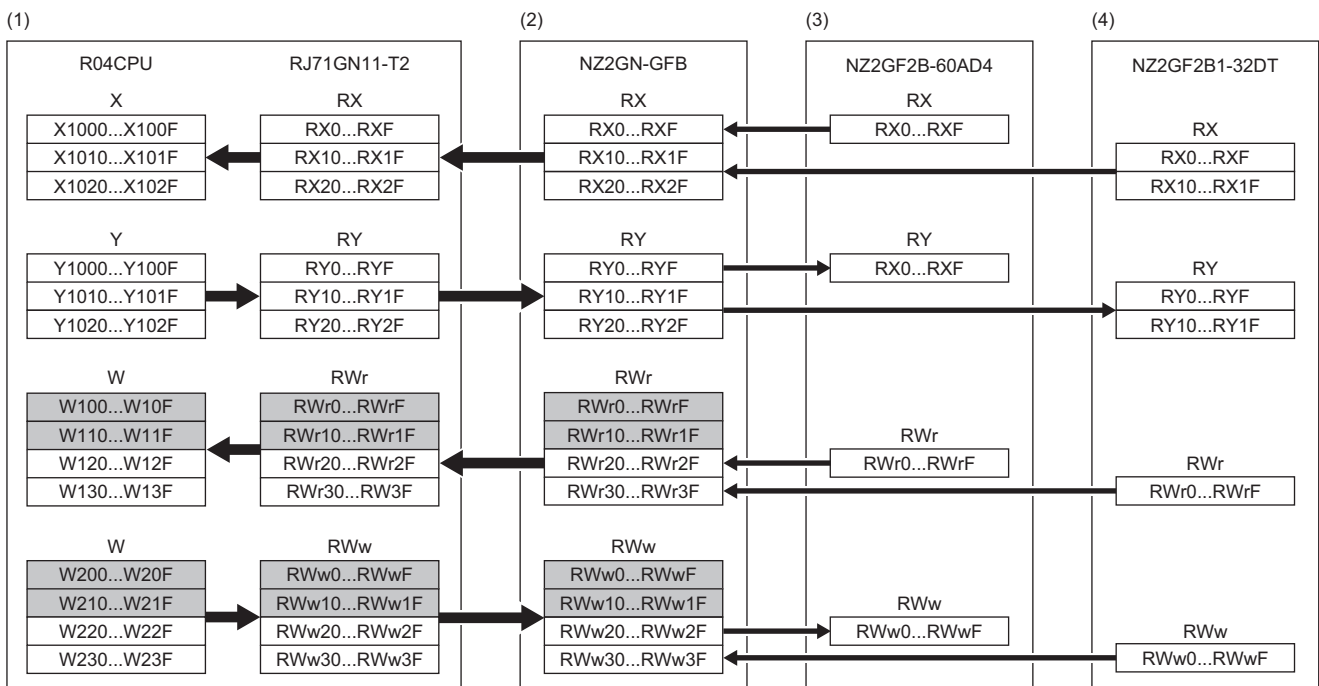 (1) (2) (3) (4)
R04CPU RJ71GN11-T2 NZ2GN-GFB NZ2GF2B-60AD4 NZ2GF2B1-32DT
X RX RX RX
X1000...X100F RX0...RXF RX0...RXF RX0...RXF RX
X1010...X101F RX10...RX1F RX10...RX1F RX0...RXF
X1020...X102F RX20...RX2F RX20...RX2F RX10...RX1F
Y RY RY RY
Y1000...Y100F RY0...RYF RY0...RYF RX0...RXF RY
Y1010...Y101F RY10...RY1F RY10...RY1F RY0...RYF
Y1020...Y102F RY20...RY2F RY20...RY2F RY10...RY1F
W RWr RWr
W100...W10F RWr0...RWrF RWr0...RWrF
W110...W11F RWr10...RWr1F RWr10...RWr1F RWr
W120...W12F RWr20...RWr2F RWr20...RWr2F RWr0...RWrF RWr
W130...W13F RWr30...RW3F RWr30...RWr3F RWr0...RWrF
W RWw RWw
W200...W20F RWw0...RWwF RWw0...RWwF
W210...W21F RWw10...RWw1F RWw10...RWw1F RWw
W220...W22F RWw20...RWw2F RWw20...RWw2F RWw0...RWwF RWw
W230...W23F RWw30...RWw3F RWw30...RWw3F RWw0...RWwF